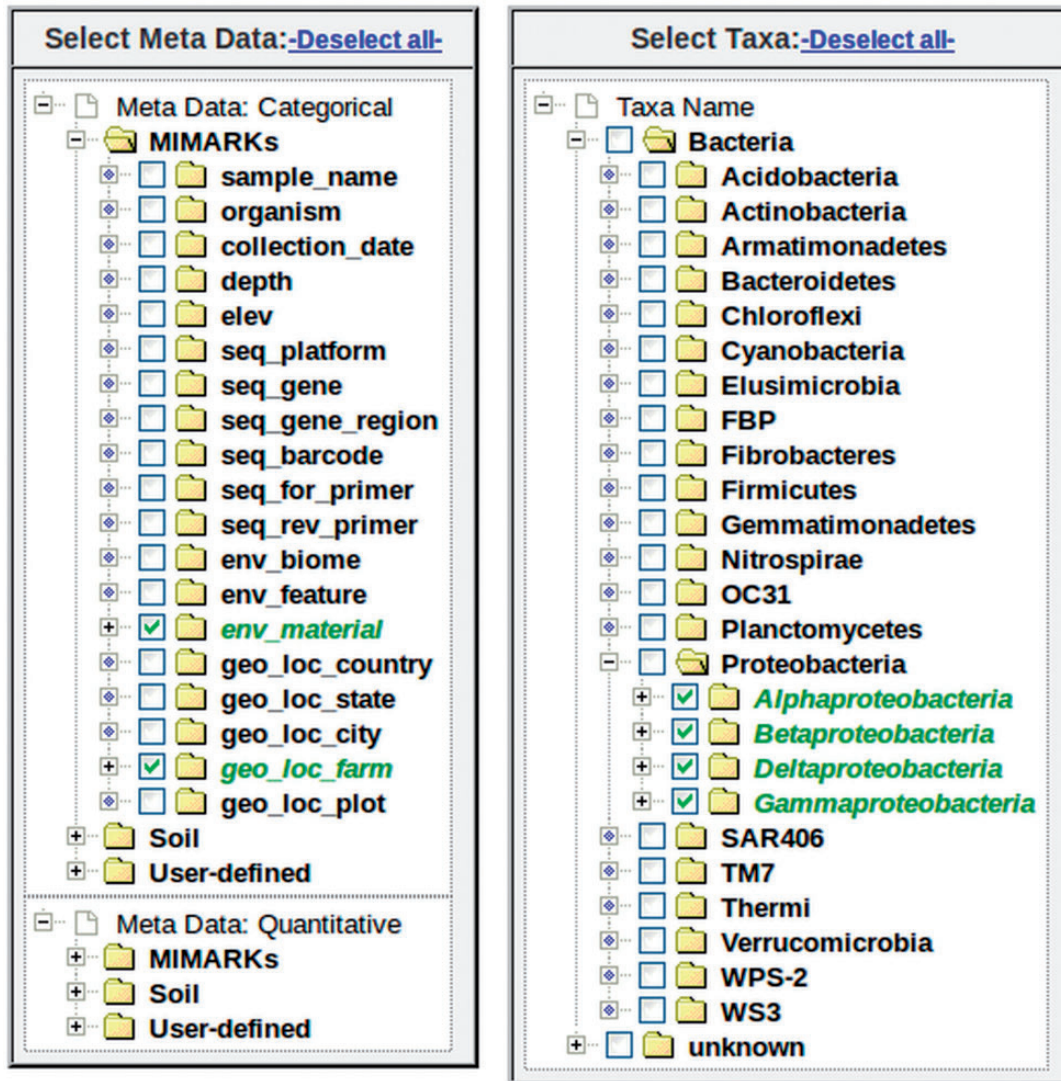 Select Meta Data:-Deselect all-
Meta Data: Categorical
MIMARKs
sample_name
organism
collection_date
depth
elev
seq_platform
seq_gene
seq_gene_region
seq_barcode
seq_for_primer
seq_rev_primer
env_biome
env_feature
env_material
geo_loc_country
geo_loc_state
geo_loc_city
geo_loc_farm
geo_loc_plot
Soil
User-defined
Meta Data: Quantitative
MIMARKs
Soil
User-defined
Select Taxa:-Deselect all-
Taxa Name
Bacteria
Acidobacteria
Actinobacteria
Armatimonadetes
Bacteroidetes
Chloroflexi
Cyanobacteria
Elusimicrobia
FBP
Fibrobacteres
Firmicutes
Gemmatimonadetes
Nitrospirae
OC31
Planctomycetes
Proteobacteria
Alphaproteobacteria
Betaproteobacteria
Deltaproteobacteria
Gammaproteobacteria
SAR406
TM7
Thermi
Verrucomicrobia
WPS-2
WS3
unknown